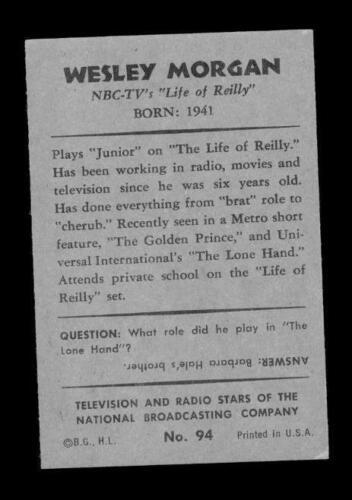 WESLEY MORGAN
NBC-TV's "Life of Reilly"
BORN: 1941
Plays "Junior" on "The Life of Reilly."
Has been working in radio, movies and
television since he was six years old.
Has done everything from "brat" role to
"cherub." Recently seen in a Metro short
feature, "The Golden Prince," and Uni-
versal International's "The Lone Hand."
Attends private school on the "Life of
Reilly" set.
QUESTION: What role did he play in "The
Lone Hand"?
ANSWER: Barbara Hale's brother.
TELEVISION AND RADIO STARS OF THE
NATIONAL BROADCASTING COMPANY
©B.G., H.L. No. 94 Printed in U.S.A.